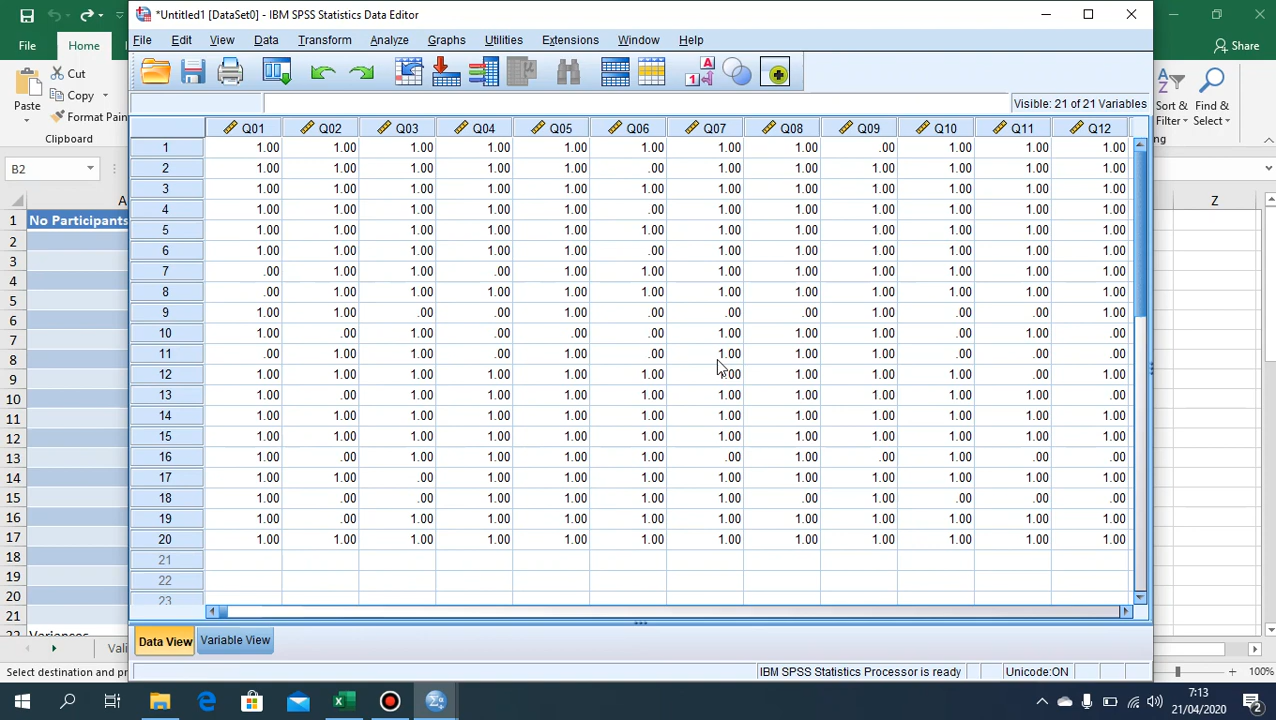 *Untitled1 [DataSet0] - IBM SPSS Statistics Data Editor
File Edit View Data Transform Analyze Graphs Utilities Extensions Window Help
File Home Share
Cut
Copy
Format Pain
Paste
Clipboard
Sort & Find &
Filter Select
Visible: 21 of 21 Variables
B2
A Z
Q01 Q02 Q03 Q04 Q05 Q06 Q07 Q08 Q09 Q10 Q11 Q12
1 1.00 1.00 1.00 1.00 1.00 1.00 1.00 1.00 .00 1.00 1.00 1.00
2 1.00 1.00 1.00 1.00 1.00 .00 1.00 1.00 1.00 1.00 1.00 1.00
3 1.00 1.00 1.00 1.00 1.00 1.00 1.00 1.00 1.00 1.00 1.00 1.00
4 1.00 1.00 1.00 1.00 1.00 .00 1.00 1.00 1.00 1.00 1.00 1.00
5 1.00 1.00 1.00 1.00 1.00 1.00 1.00 1.00 1.00 1.00 1.00 1.00
6 1.00 1.00 1.00 1.00 1.00 .00 1.00 1.00 1.00 1.00 1.00 1.00
7 .00 1.00 1.00 .00 1.00 1.00 1.00 1.00 1.00 1.00 1.00 1.00
8 .00 1.00 1.00 1.00 1.00 1.00 1.00 1.00 1.00 1.00 1.00 1.00
9 1.00 1.00 .00 .00 1.00 .00 .00 .00 1.00 .00 .00 .00
10 1.00 .00 1.00 .00 .00 .00 1.00 1.00 1.00 .00 1.00 .00
11 .00 1.00 1.00 .00 1.00 .00 1.00 1.00 1.00 .00 .00 .00
12 1.00 1.00 1.00 1.00 1.00 1.00 1.00 1.00 1.00 1.00 .00 1.00
13 1.00 .00 1.00 1.00 1.00 1.00 1.00 1.00 1.00 1.00 1.00 .00
14 1.00 1.00 1.00 1.00 1.00 1.00 1.00 1.00 1.00 1.00 1.00 1.00
15 1.00 1.00 1.00 1.00 1.00 1.00 1.00 1.00 1.00 1.00 1.00 1.00
16 1.00 .00 1.00 1.00 1.00 1.00 .00 1.00 .00 1.00 1.00 .00
17 1.00 1.00 .00 1.00 1.00 1.00 1.00 1.00 1.00 1.00 1.00 1.00
18 1.00 .00 .00 1.00 1.00 1.00 1.00 .00 1.00 .00 .00 1.00
19 1.00 .00 1.00 1.00 1.00 1.00 1.00 1.00 1.00 1.00 1.00 1.00
20 1.00 1.00 1.00 1.00 1.00 1.00 1.00 1.00 1.00 1.00 1.00 1.00
21
22
23
1 No Participants
2
3
4
5
6
7
8
9
10
11
12
13
14
15
16
17
18
19
20
21
Data View Variable View
IBM SPSS Statistics Processor is ready Unicode:ON
Select destination and pr
100%
7:13
21/04/2020
2